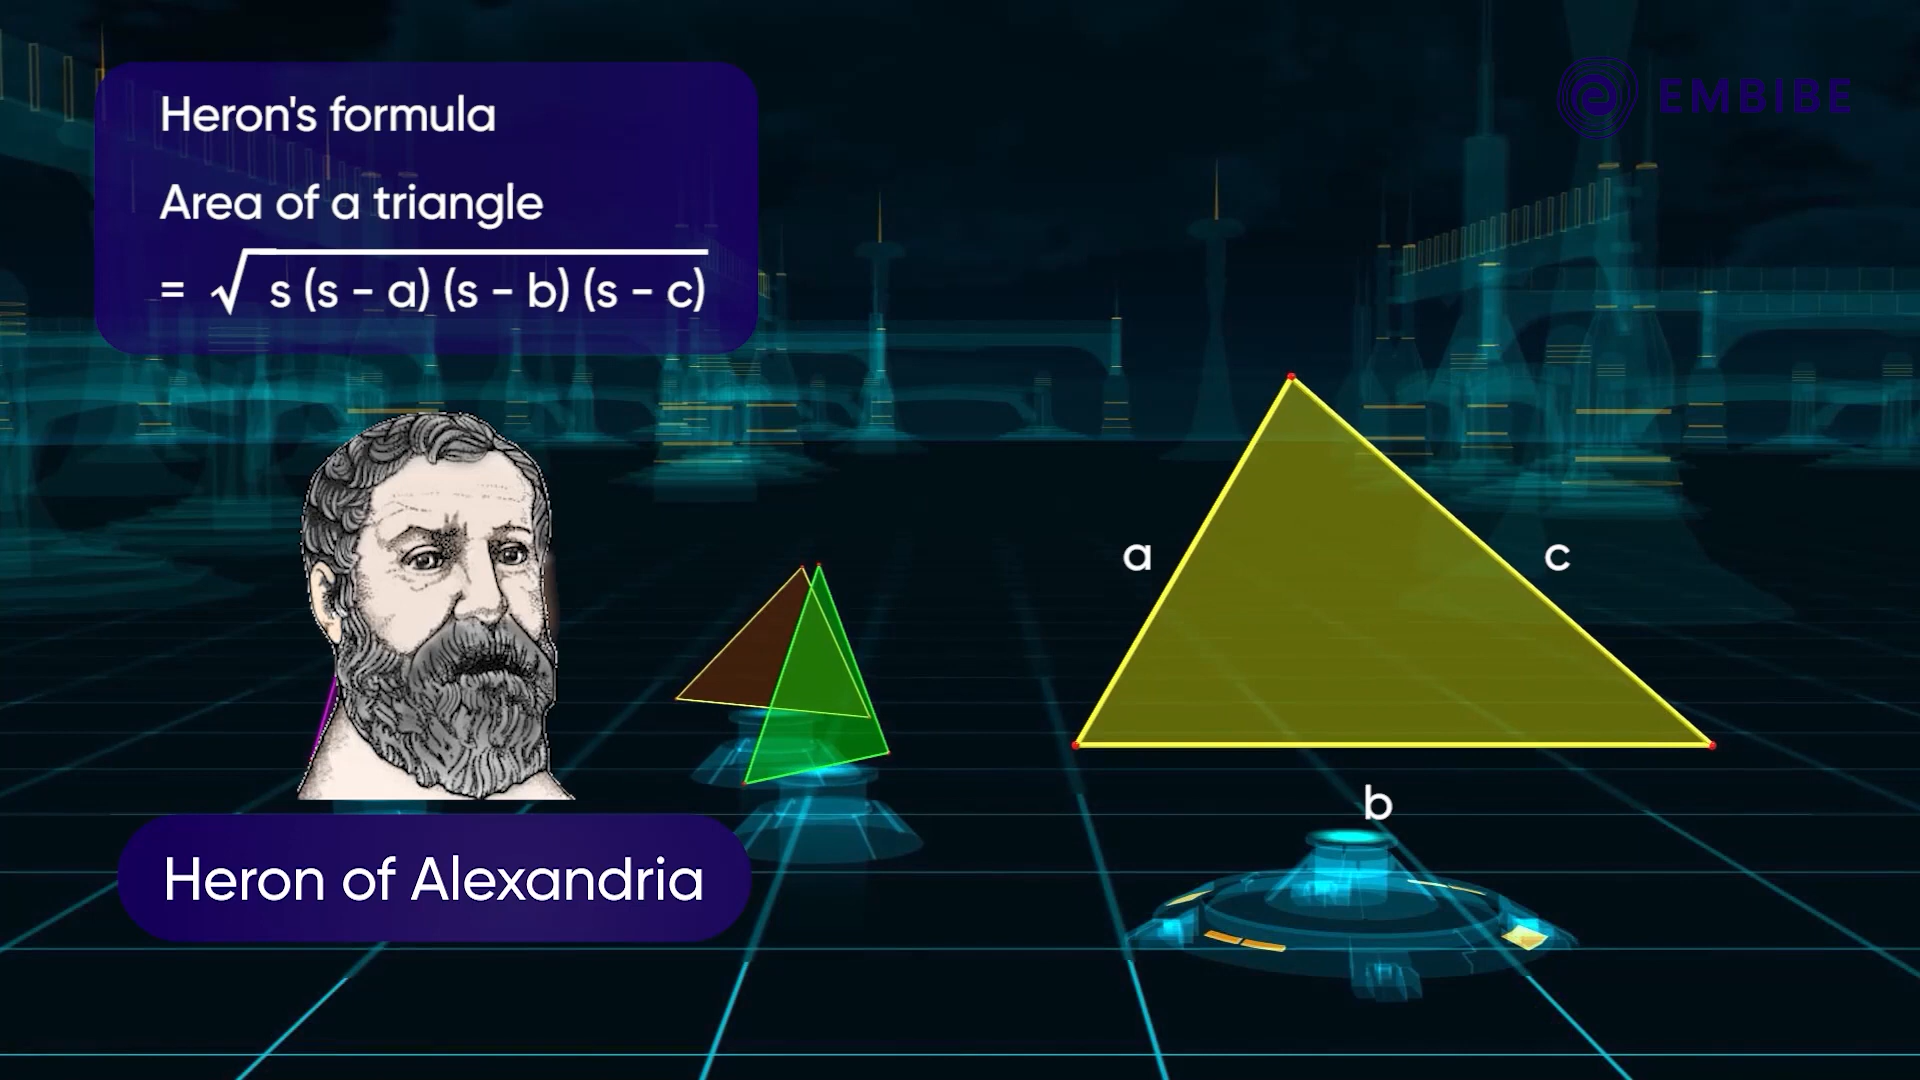 Heron's formula
EMBIBE
Area of a triangle
= √ s (s – a) (s – b) (s – c)
a
c
b
Heron of Alexandria